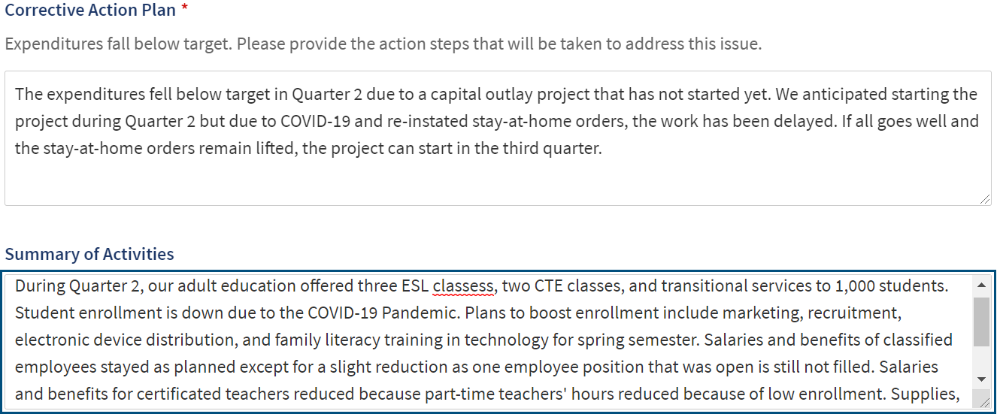 Corrective Action Plan *
Expenditures fall below target. Please provide the action steps that will be taken to address this issue.
The expenditures fell below target in Quarter 2 due to a capital outlay project that has not started yet. We anticipated starting the
project during Quarter 2 but due to COVID-19 and re-instated stay-at-home orders, the work has been delayed. If all goes well and
the stay-at-home orders remain lifted, the project can start in the third quarter.
Summary of Activities
During Quarter 2, our adult education offered three ESL classess, two CTE classes, and transitional services to 1,000 students.
Student enrollment is down due to the COVID-19 Pandemic. Plans to boost enrollment include marketing, recruitment,
electronic device distribution, and family literacy training in technology for spring semester. Salaries and benefits of classified
employees stayed as planned except for a slight reduction as one employee position that was open is still not filled. Salaries
and benefits for certificated teachers reduced because part-time teachers' hours reduced because of low enrollment. Supplies,